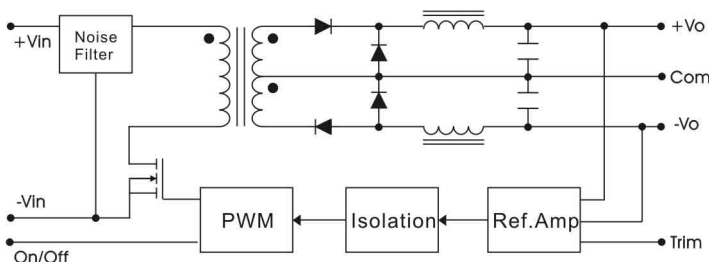 +Vin
Noise
Filter
+Vo
Com
-Vo
-Vin
PWM
Isolation
Ref.Amp
On/Off
Trim